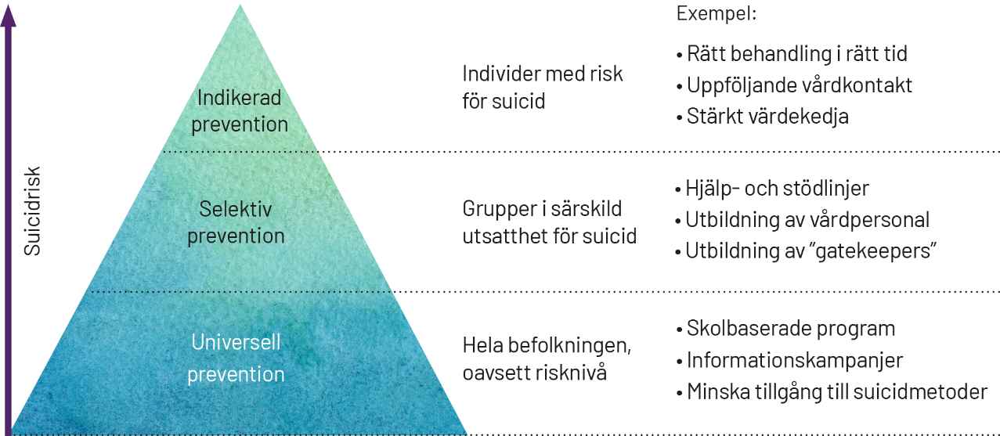 Exempel:
Suicidrisk
Indikerad
prevention
Individer med risk
för suicid
• Rätt behandling i rätt tid
• Uppföljande vårdkontakt
• Stärkt värdekedja
Selektiv
prevention
Grupper i särskild
utsatthet för suicid
• Hjälp- och stödlinjer
• Utbildning av vårdpersonal
• Utbildning av ”gatekeepers”
Universell
prevention
Hela befolkningen,
oavsett risknivå
• Skolbaserade program
• Informationskampanjer
• Minska tillgång till suicidmetoder